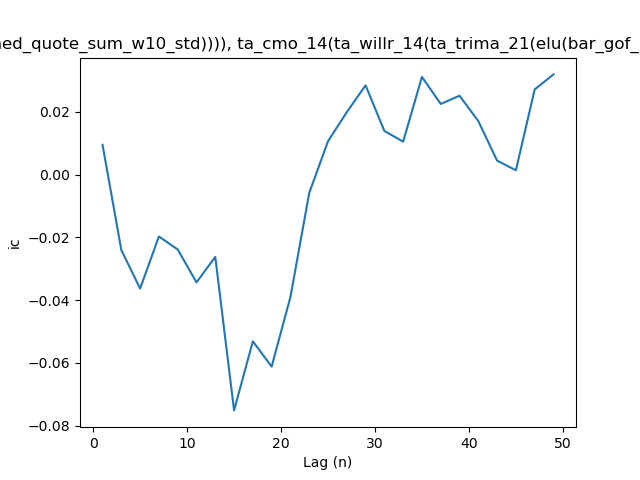 ned_quote_sum_w10_std)))), ta_cmo_14(ta_willr_14(ta_trima_21(elu(bar_gof_
0.02
0.00
−0.02
−0.04
−0.06
−0.08
ic
0 10 20 30 40 50
Lag (n)